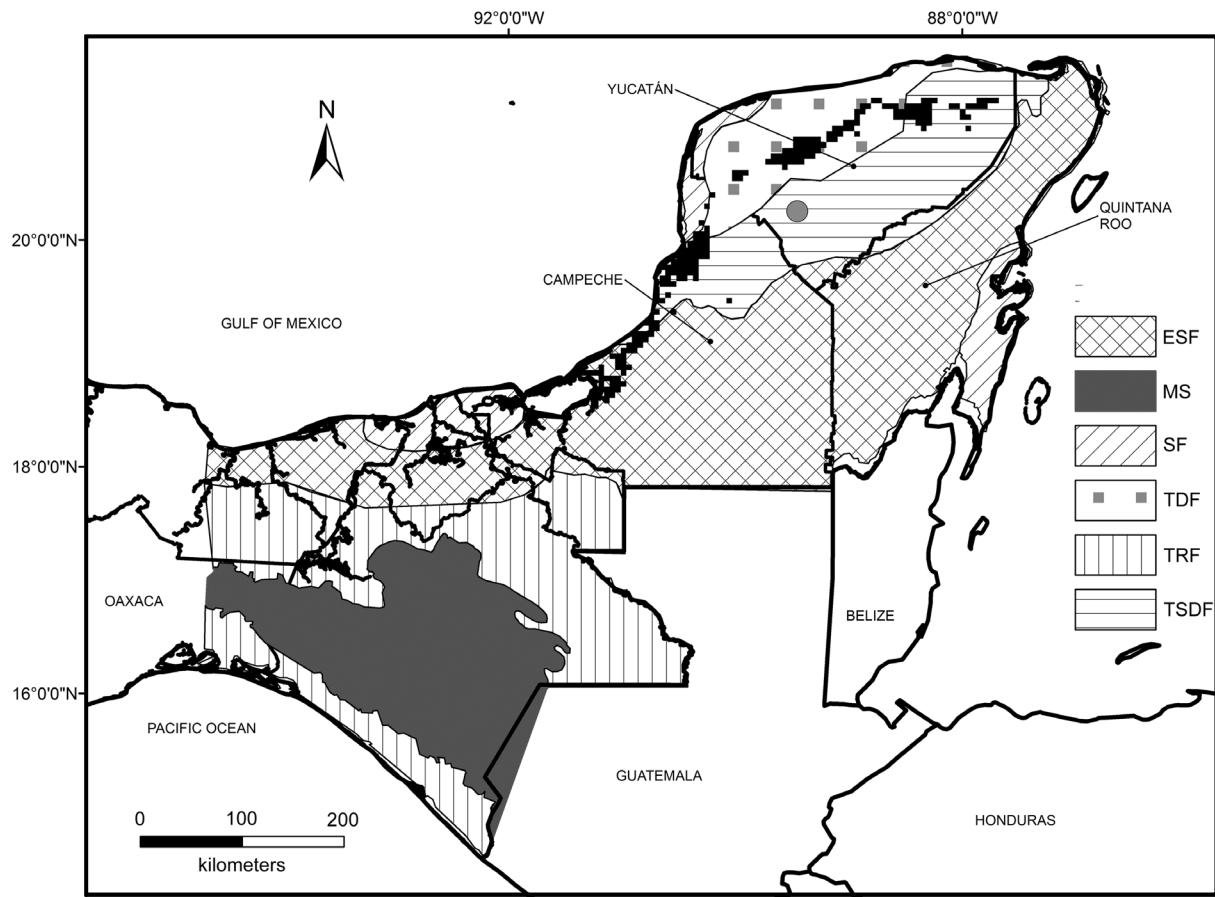 92°0'0"W
88°0'0"W
YUCATÁN
N
QUINTANA
ROO
20°0'0"N
CAMPECHE
GULF OF MEXICO
ESF
MS
SF
18°0'0"N
TDF
TRF
OAXACA
BELIZE
TSDF
16°0'0"N
PACIFIC OCEAN
GUATEMALA
0 100 200
HONDURAS
kilometers